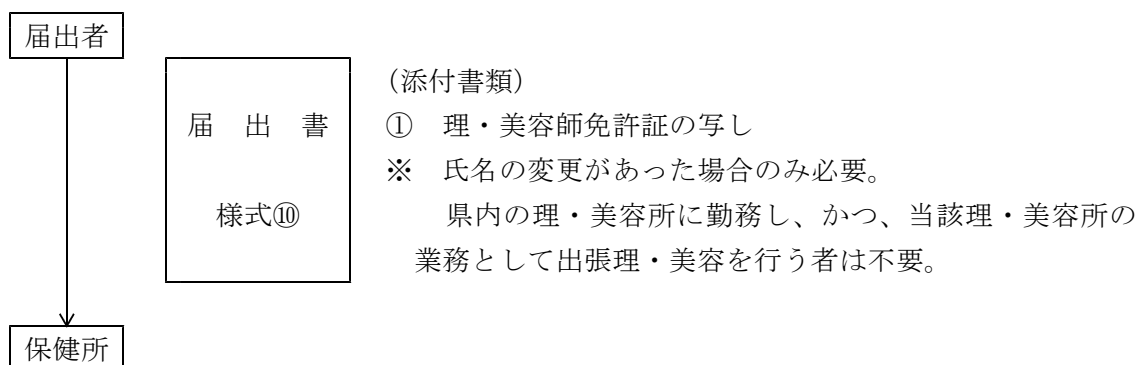 届出者
(添付書類)
届 出 書
① 理・美容師免許証の写し
※ 氏名の変更があった場合のみ必要。
様式⑩
県内の理・美容所に勤務し、かつ、当該理・美容所の
業務として出張理・美容を行う者は不要。
保健所